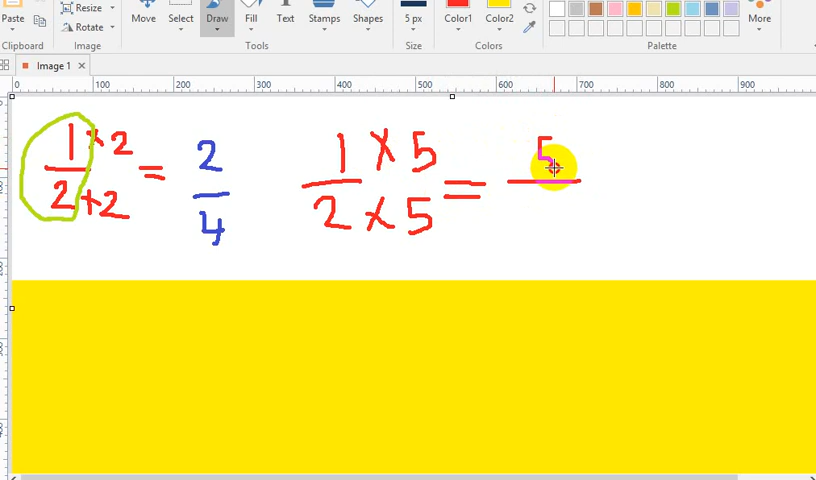 Paste
Resize
Image
Move
Select
Draw
Fill
Text
Stamps
Shapes
5 px
Color1
Color2
More
Clipboard
Image
Tools
Size
Colors
Palette
Image 1
0 100 200 300 400 500 600 700 800 900
1 × 2 = 2
2 × 2 4
1 × 5 = 5
2 × 5